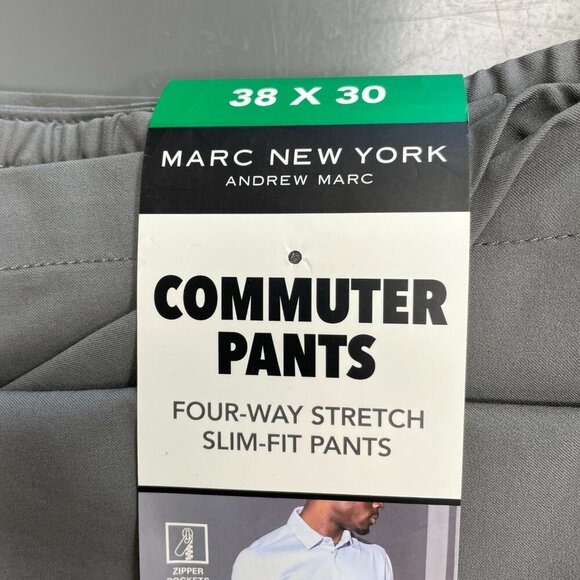 38 X 30
MARC NEW YORK
ANDREW MARC
COMMUTER
PANTS
FOUR-WAY STRETCH
SLIM-FIT PANTS
ZIPPER
POCKETS